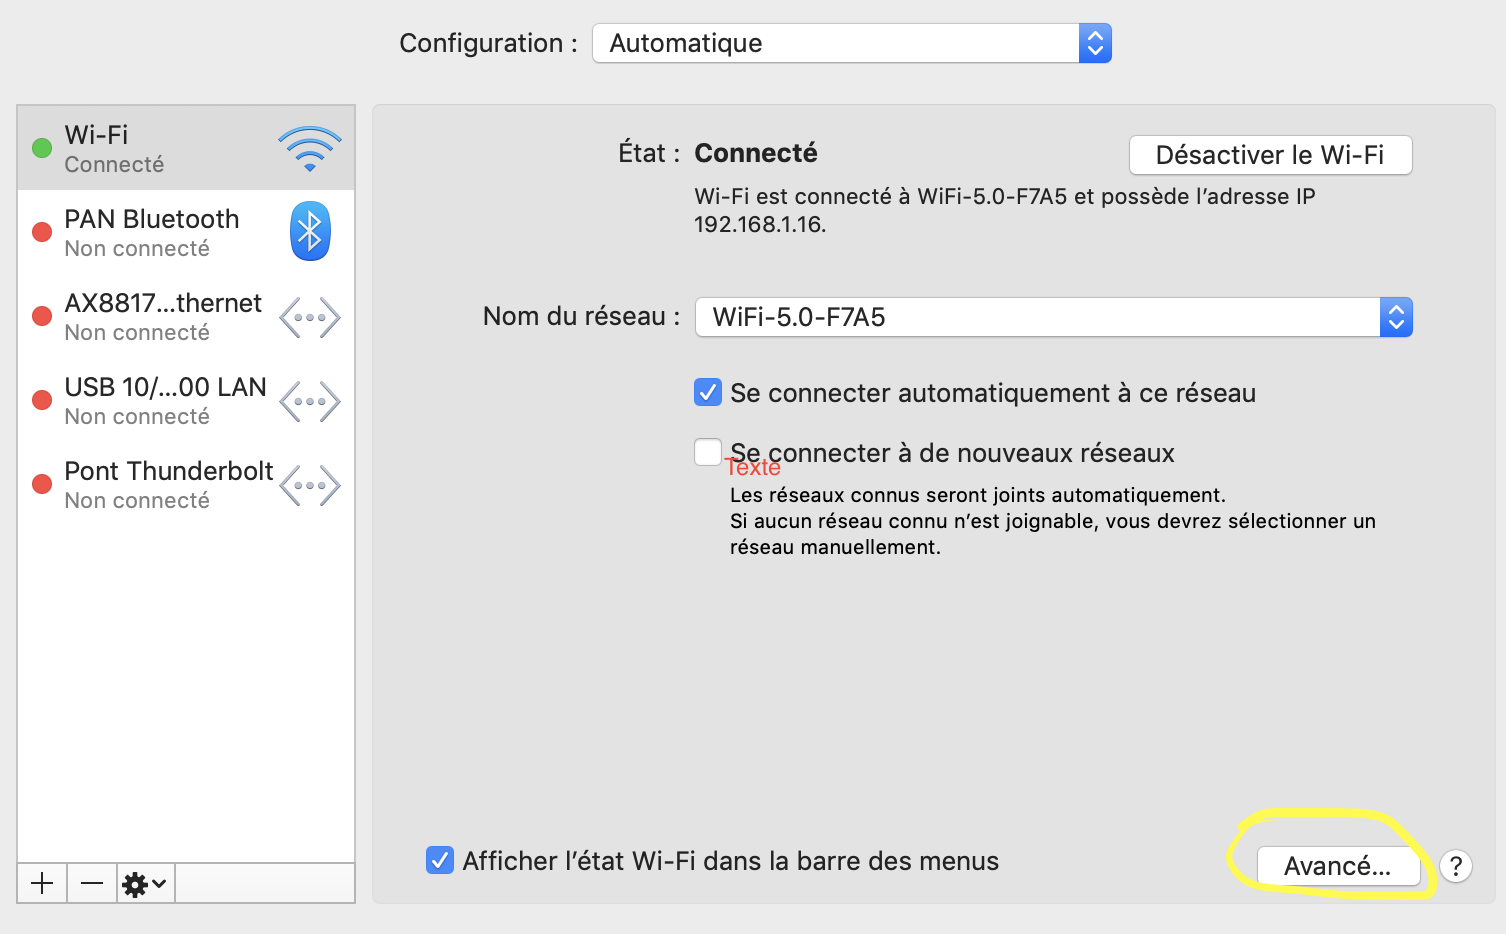 Configuration : Automatique
Wi-Fi
Connecté
PAN Bluetooth
Non connecté
AX8817...thernet
Non connecté
USB 10/...00 LAN
Non connecté
Pont Thunderbolt
Non connecté
État : Connecté
Désactiver le Wi-Fi
Wi-Fi est connecté à WiFi-5.0-F7A5 et possède l’adresse IP
192.168.1.16.
Nom du réseau : WiFi-5.0-F7A5
Se connecter automatiquement à ce réseau
Se connecter à de nouveaux réseaux
Texte
Les réseaux connus seront joints automatiquement.
Si aucun réseau connu n’est joignable, vous devrez sélectionner un
réseau manuellement.
Afficher l’état Wi-Fi dans la barre des menus
Avancé...
?